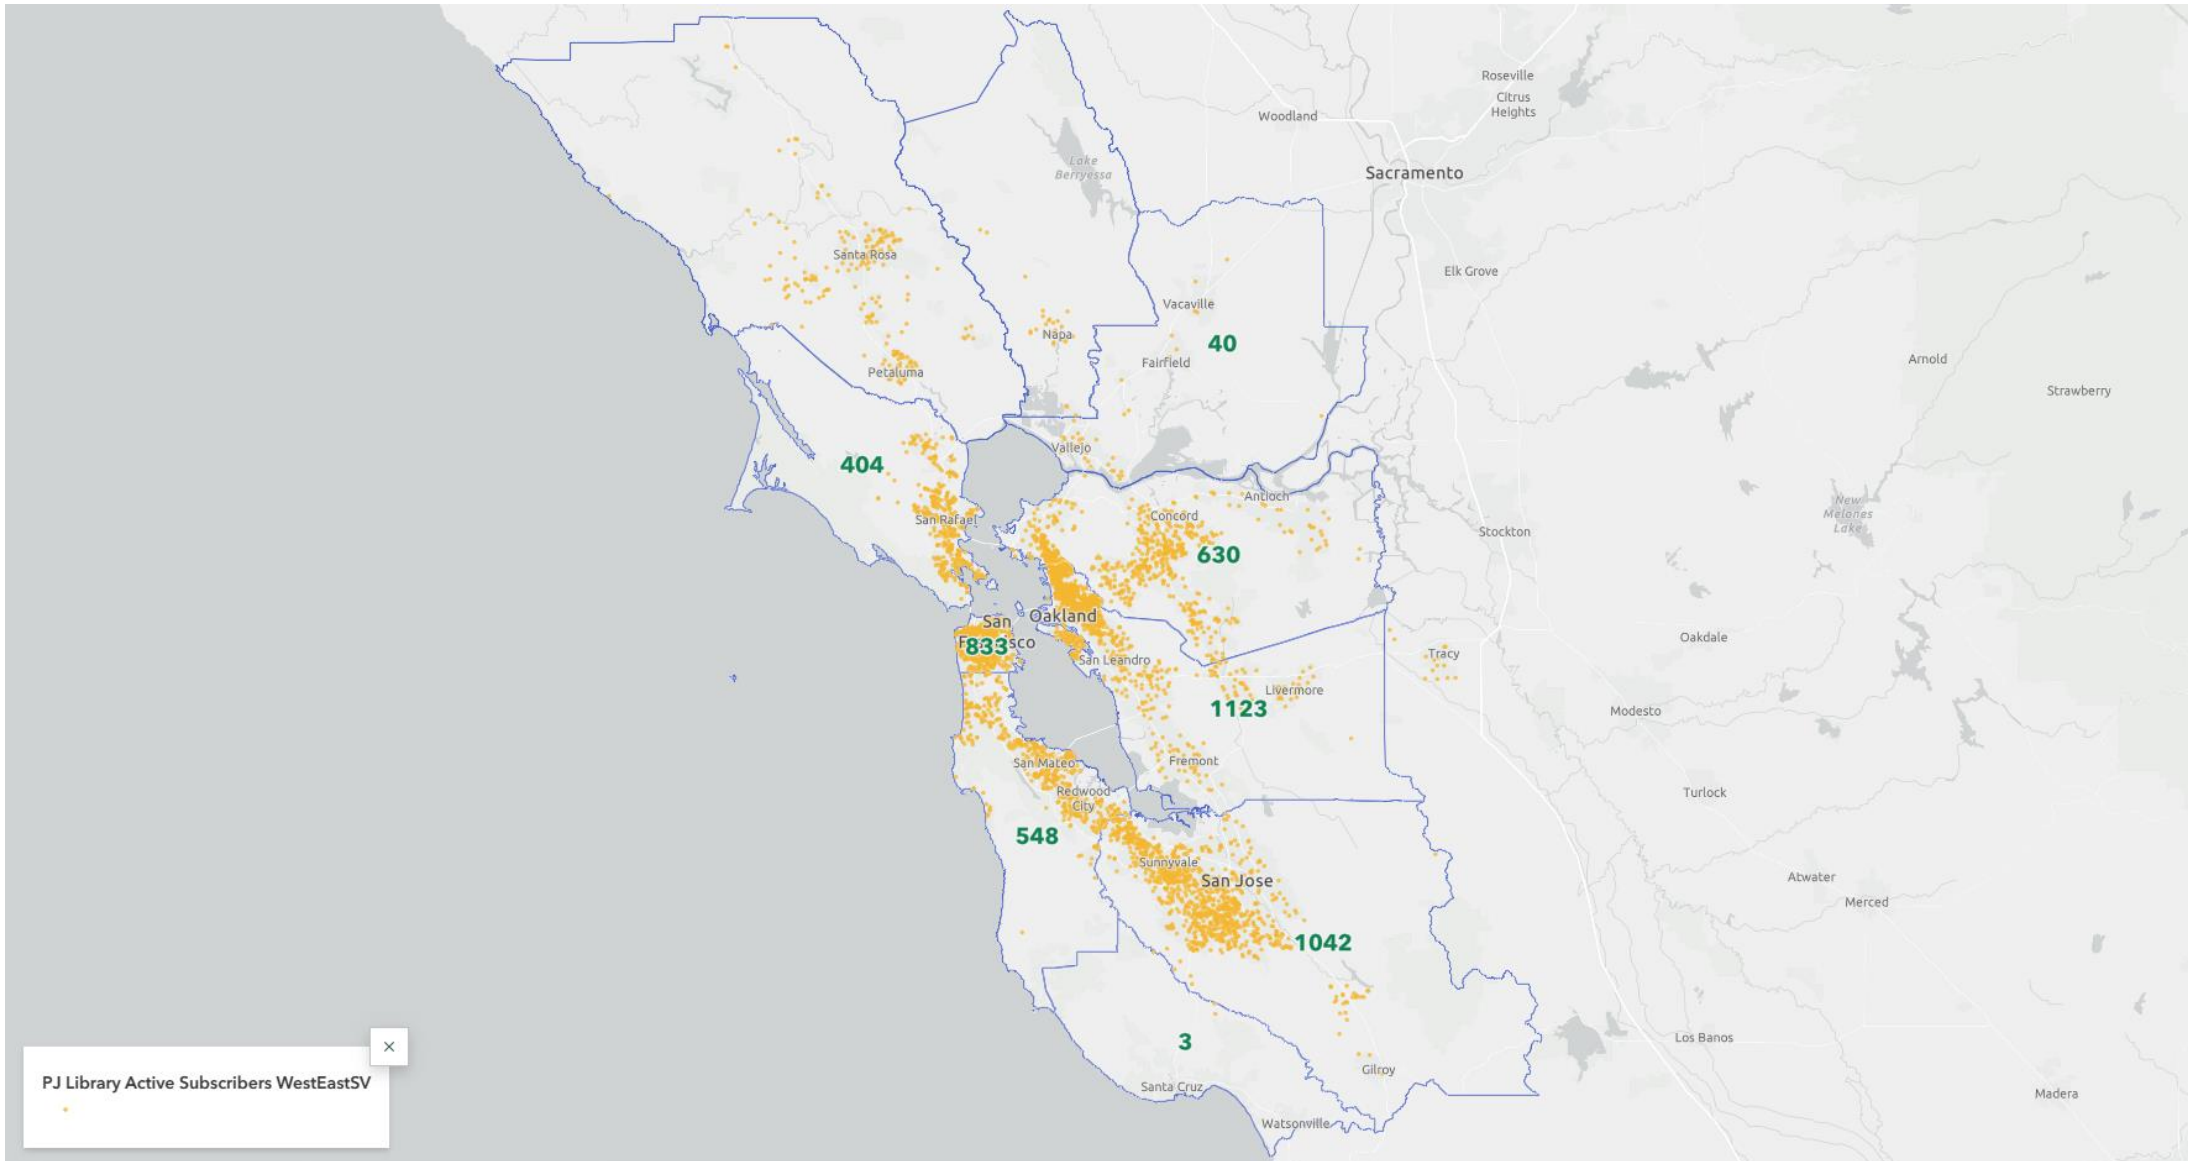 Roseville
Citrus
Heights
Woodland
Lake
Berryessa
Sacramento
Santa Rosa
Elk Grove
Vacaville
Napa
40
Fairfield
Arnold
Petaluma
Strawberry
Vallejo
404
Antioch
New
Melones
Lake
Concord
San Rafael
Stockton
630
San
Francisco
Oakland
833
Oakdale
San Leandro
Tracy
Livermore
1123
Modesto
San Mateo
Fremont
Redwood
City
Turlock
548
Sunnyvale
San Jose
Atwater
Merced
1042
3
Los Banos
Gilroy
Santa Cruz
Madera
Watsonville
PJ Library Active Subscribers WestEastSV